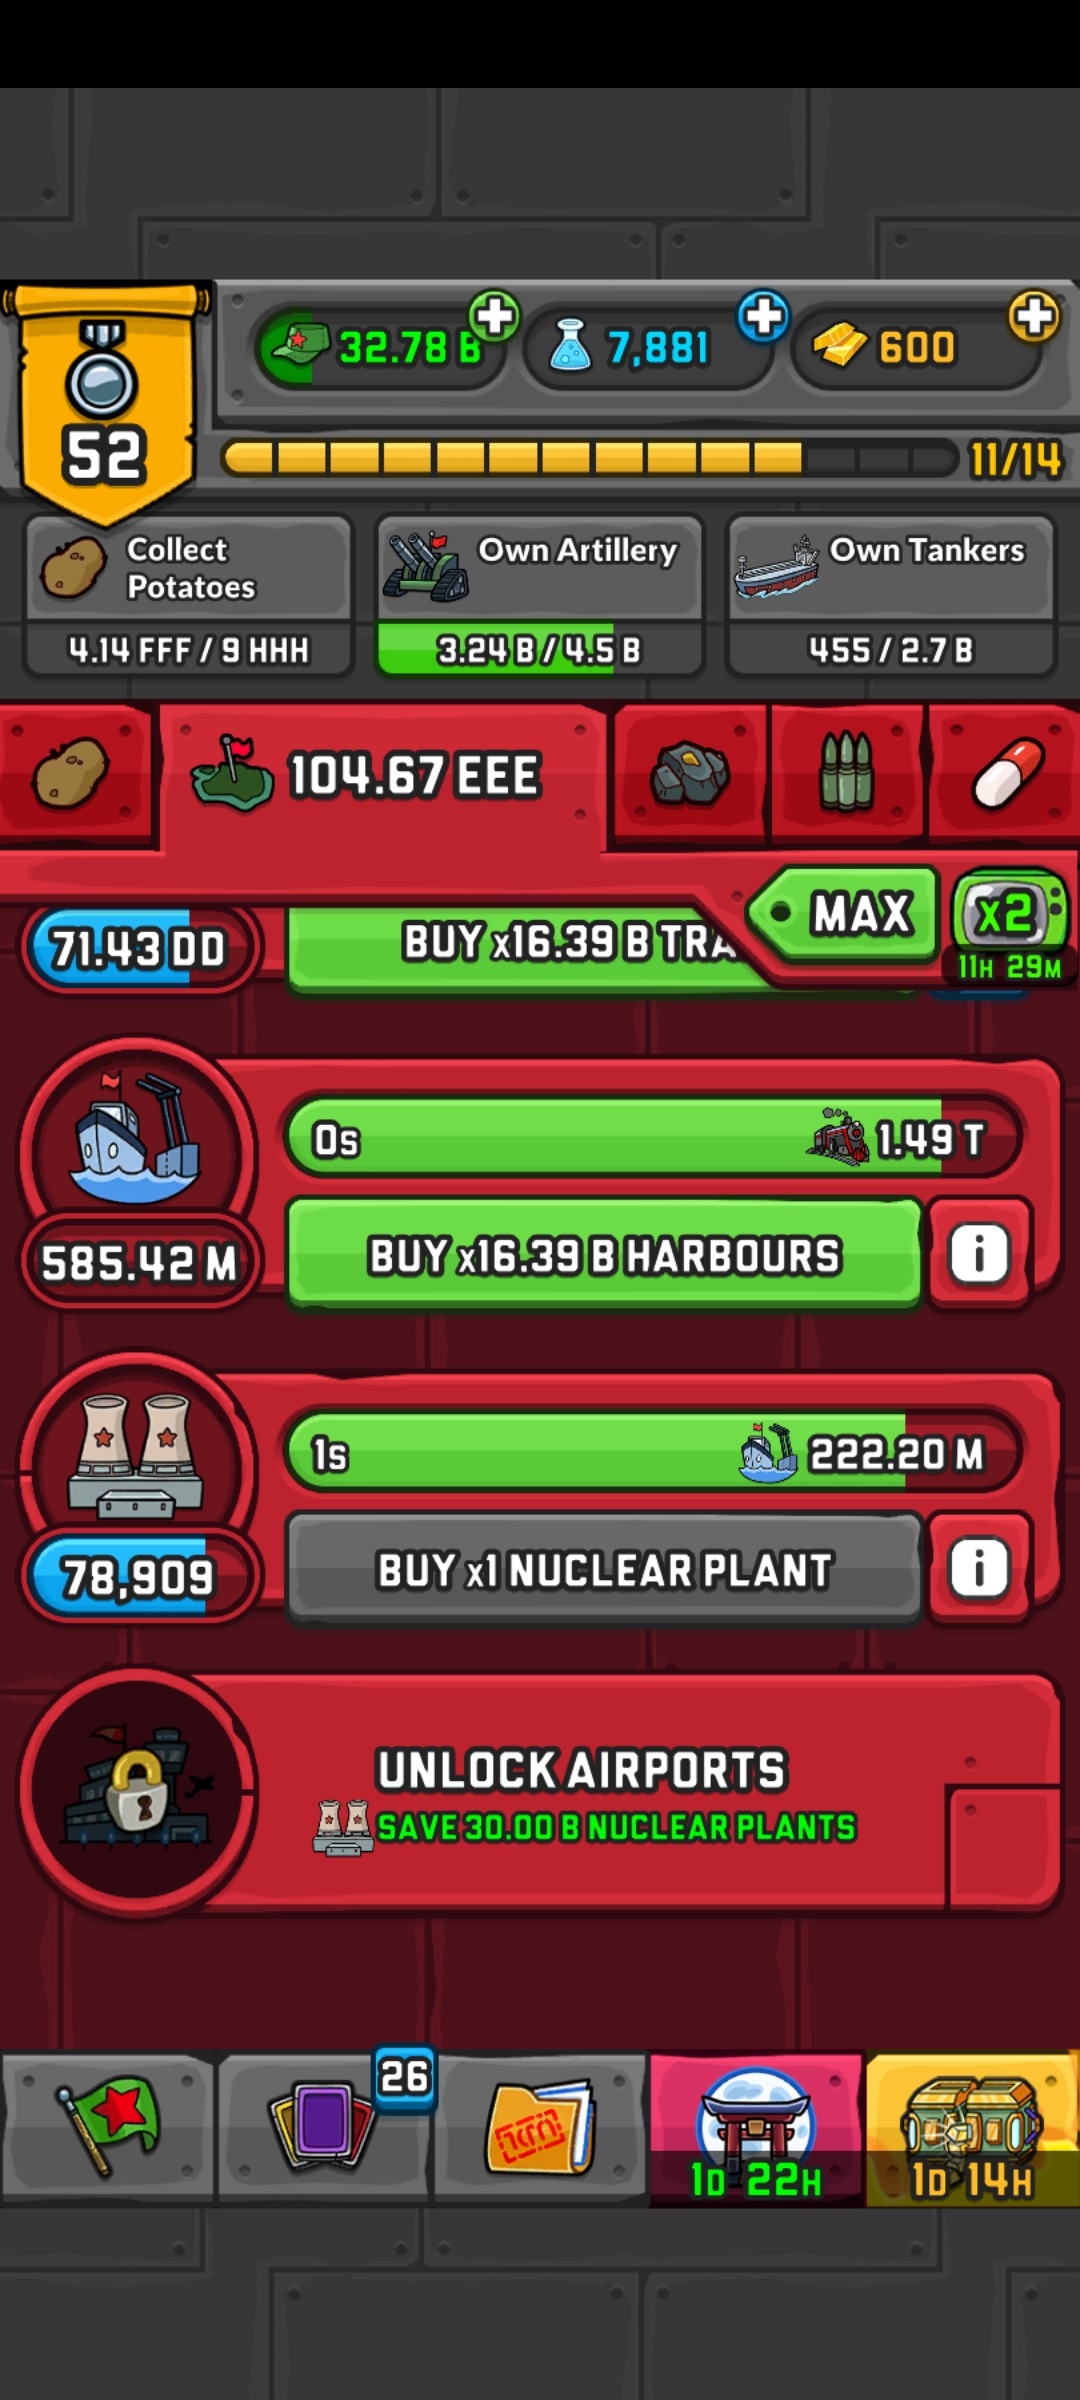 32.78 B
7,881
600
52
11/14
Collect
Potatoes
Own Artillery
Own Tankers
4.14 FFF / 9 HHH
3.24 B / 4.5 B
455 / 2.7 B
104.67 EEE
MAX
x2
11H 29M
71.43 DD
BUY x16.39 B TRA
0s
1.49 T
585.42 M
BUY x16.39 B HARBOURS
i
1s
222.20 M
78,909
BUY x1 NUCLEAR PLANT
i
UNLOCK AIRPORTS
SAVE 30.00 B NUCLEAR PLANTS
26
1D 22H
1D 14H